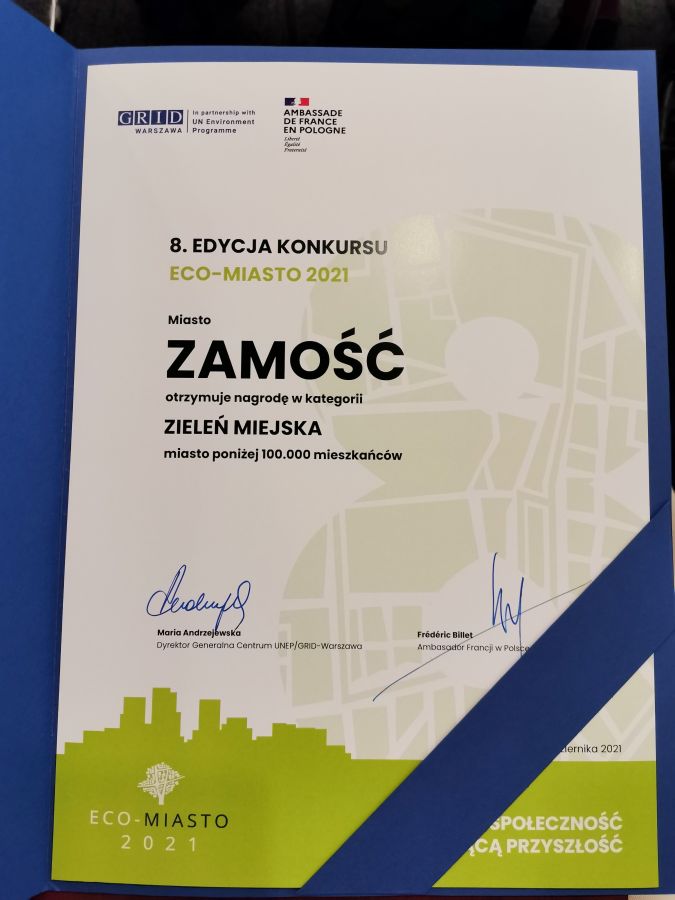 GRID
WARSZAWA
In partnership with
UN Environment
Programme
AMBASSADE
DE FRANCE
EN POLOGNE
Liberté
Égalité
Fraternité
8. EDYCJA KONKURSU
ECO-MIASTO 2021
Miasto
ZAMOŚĆ
otrzymuje nagrodę w kategorii
ZIELEŃ MIEJSKA
miasto poniżej 100.000 mieszkańców
Maria Andrzejewska
Dyrektor Generalna Centrum UNEP/GRID-Warszawa
Frédéric Billet
Ambasador Francji w Polsce
2021
ECO-MIASTO
2021
SPOŁECZNOŚĆ
PRZYSZŁOŚĆ